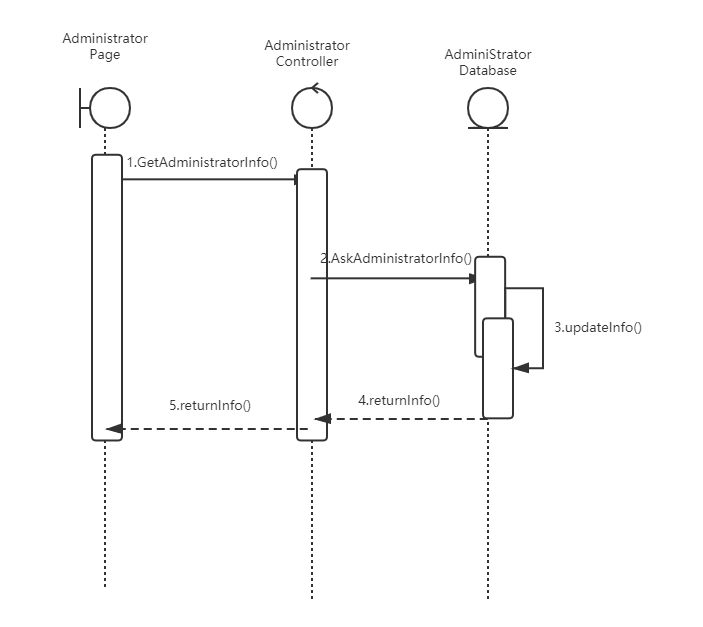 Administrator
Page
Administrator
Controller
AdminiStrator
Database
1.GetAdministratorInfo()
2.AskAdministratorInfo()
3.updateInfo()
4.returnInfo()
5.returnInfo()